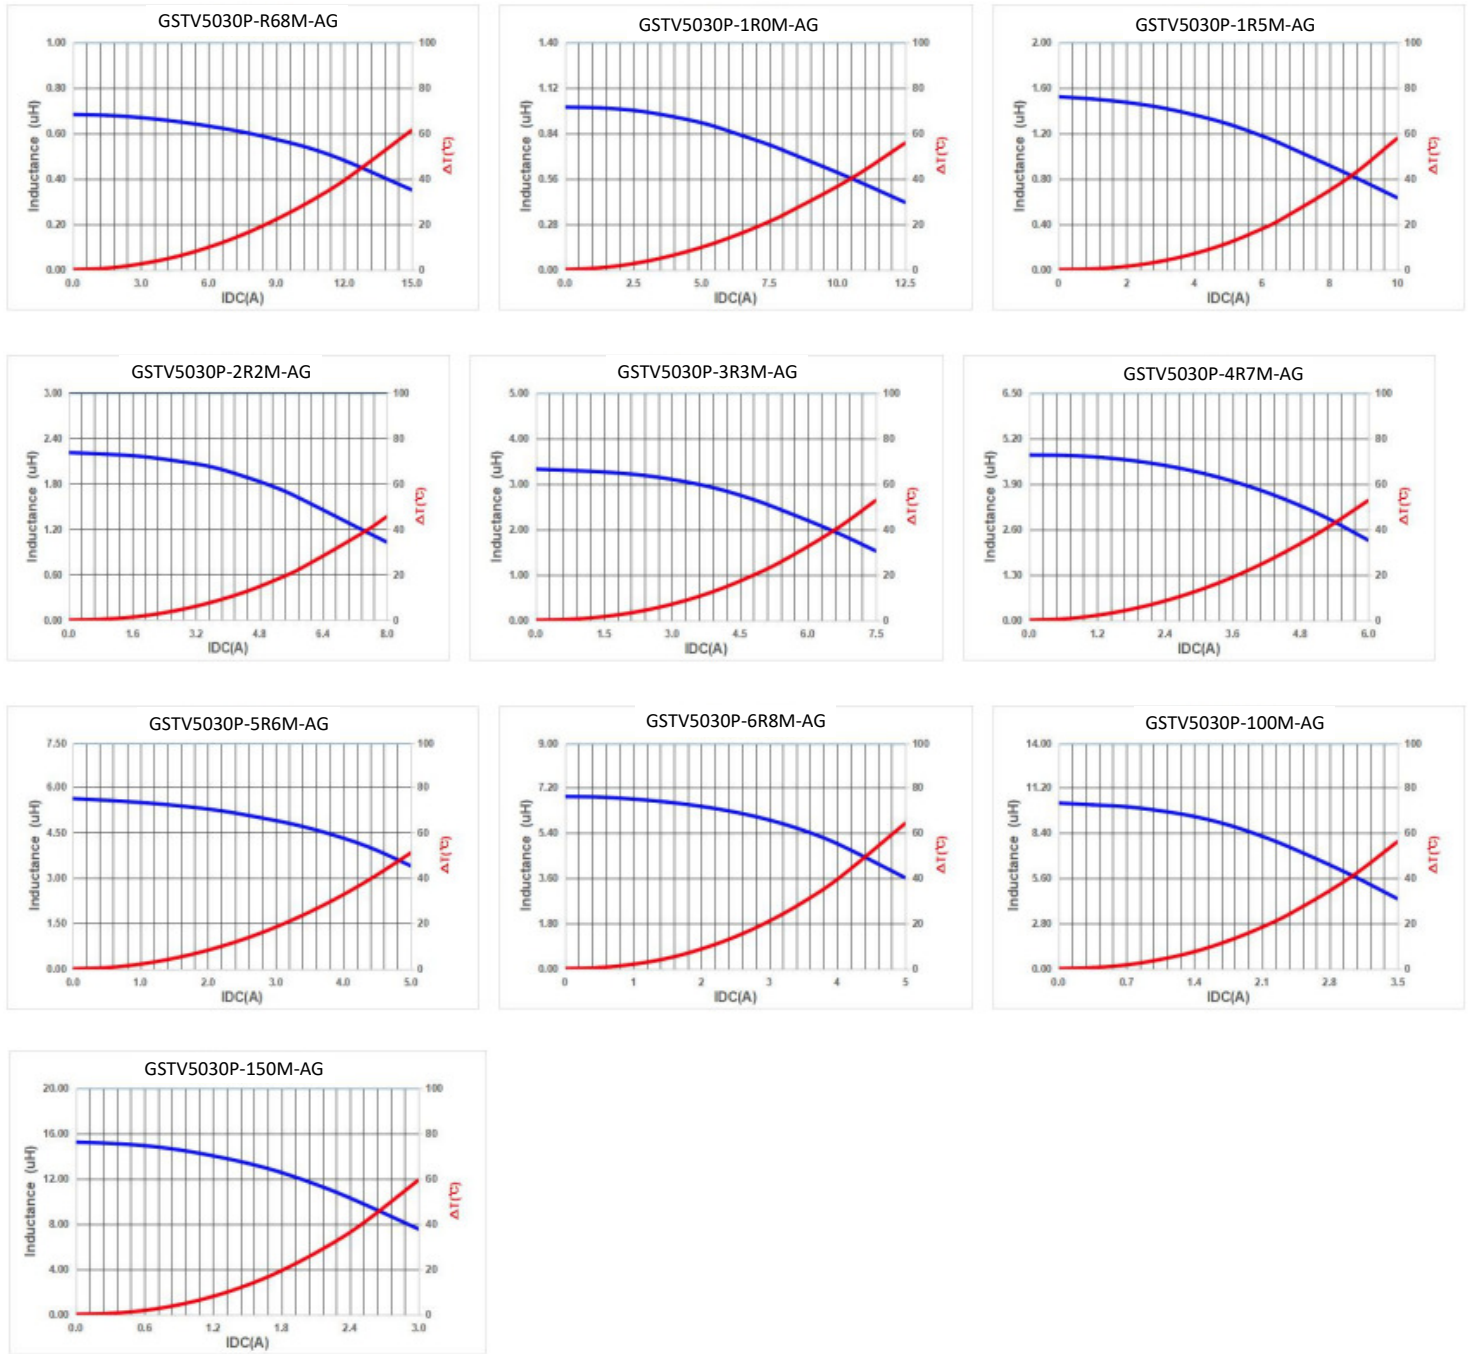 GSTV5030P-R68M-AG
1.00
0.80
0.60
0.40
0.20
0.00
Inductance (uH)
100
80
60
40
20
0
ΔT(℃)
0.0 3.0 6.0 9.0 12.0 15.0
IDC(A)
GSTV5030P-1R0M-AG
1.40
1.12
0.84
0.56
0.28
0.00
Inductance (uH)
100
80
60
40
20
0
ΔT(℃)
0.0 2.5 5.0 7.5 10.0 12.5
IDC(A)
GSTV5030P-1R5M-AG
2.00
1.60
1.20
0.80
0.40
0.00
Inductance (uH)
100
80
60
40
20
0
ΔT(℃)
0 2 4 6 8 10
IDC(A)
GSTV5030P-2R2M-AG
3.00
2.40
1.80
1.20
0.60
0.00
Inductance (uH)
100
80
60
40
20
0
ΔT(℃)
0.0 1.6 3.2 4.8 6.4 8.0
IDC(A)
GSTV5030P-3R3M-AG
5.00
4.00
3.00
2.00
1.00
0.00
Inductance (uH)
100
80
60
40
20
0
ΔT(℃)
0.0 1.5 3.0 4.5 6.0 7.5
IDC(A)
GSTV5030P-4R7M-AG
6.50
5.20
3.90
2.60
1.30
0.00
Inductance (uH)
100
80
60
40
20
0
ΔT(℃)
0.0 1.2 2.4 3.6 4.8 6.0
IDC(A)
GSTV5030P-5R6M-AG
7.50
6.00
4.50
3.00
1.50
0.00
Inductance (uH)
100
80
60
40
20
0
ΔT(℃)
0.0 1.0 2.0 3.0 4.0 5.0
IDC(A)
GSTV5030P-6R8M-AG
9.00
7.20
5.40
3.60
1.80
0.00
Inductance (uH)
100
80
60
40
20
0
ΔT(℃)
0 1 2 3 4 5
IDC(A)
GSTV5030P-100M-AG
14.00
11.20
8.40
5.60
2.80
0.00
Inductance (uH)
100
80
60
40
20
0
ΔT(℃)
0.0 0.7 1.4 2.1 2.8 3.5
IDC(A)
GSTV5030P-150M-AG
20.00
16.00
12.00
8.00
4.00
0.00
Inductance (uH)
100
80
60
40
20
0
ΔT(℃)
0.0 0.6 1.2 1.8 2.4 3.0
IDC(A)